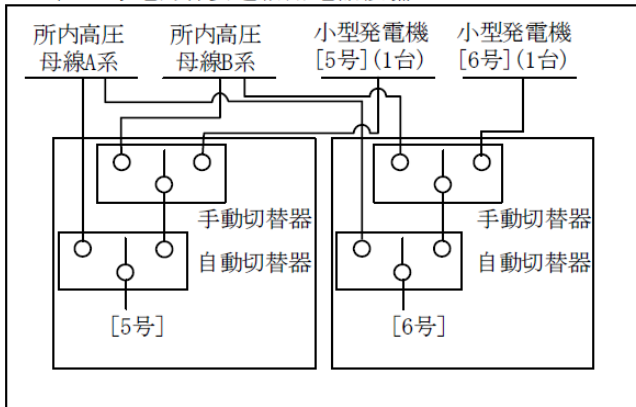 所内高圧
母線A系
所内高圧
母線B系
小型発電機
[5号](1台)
小型発電機
[6号](1台)
手動切替器
自動切替器
[5号]
手動切替器
自動切替器
[6号]